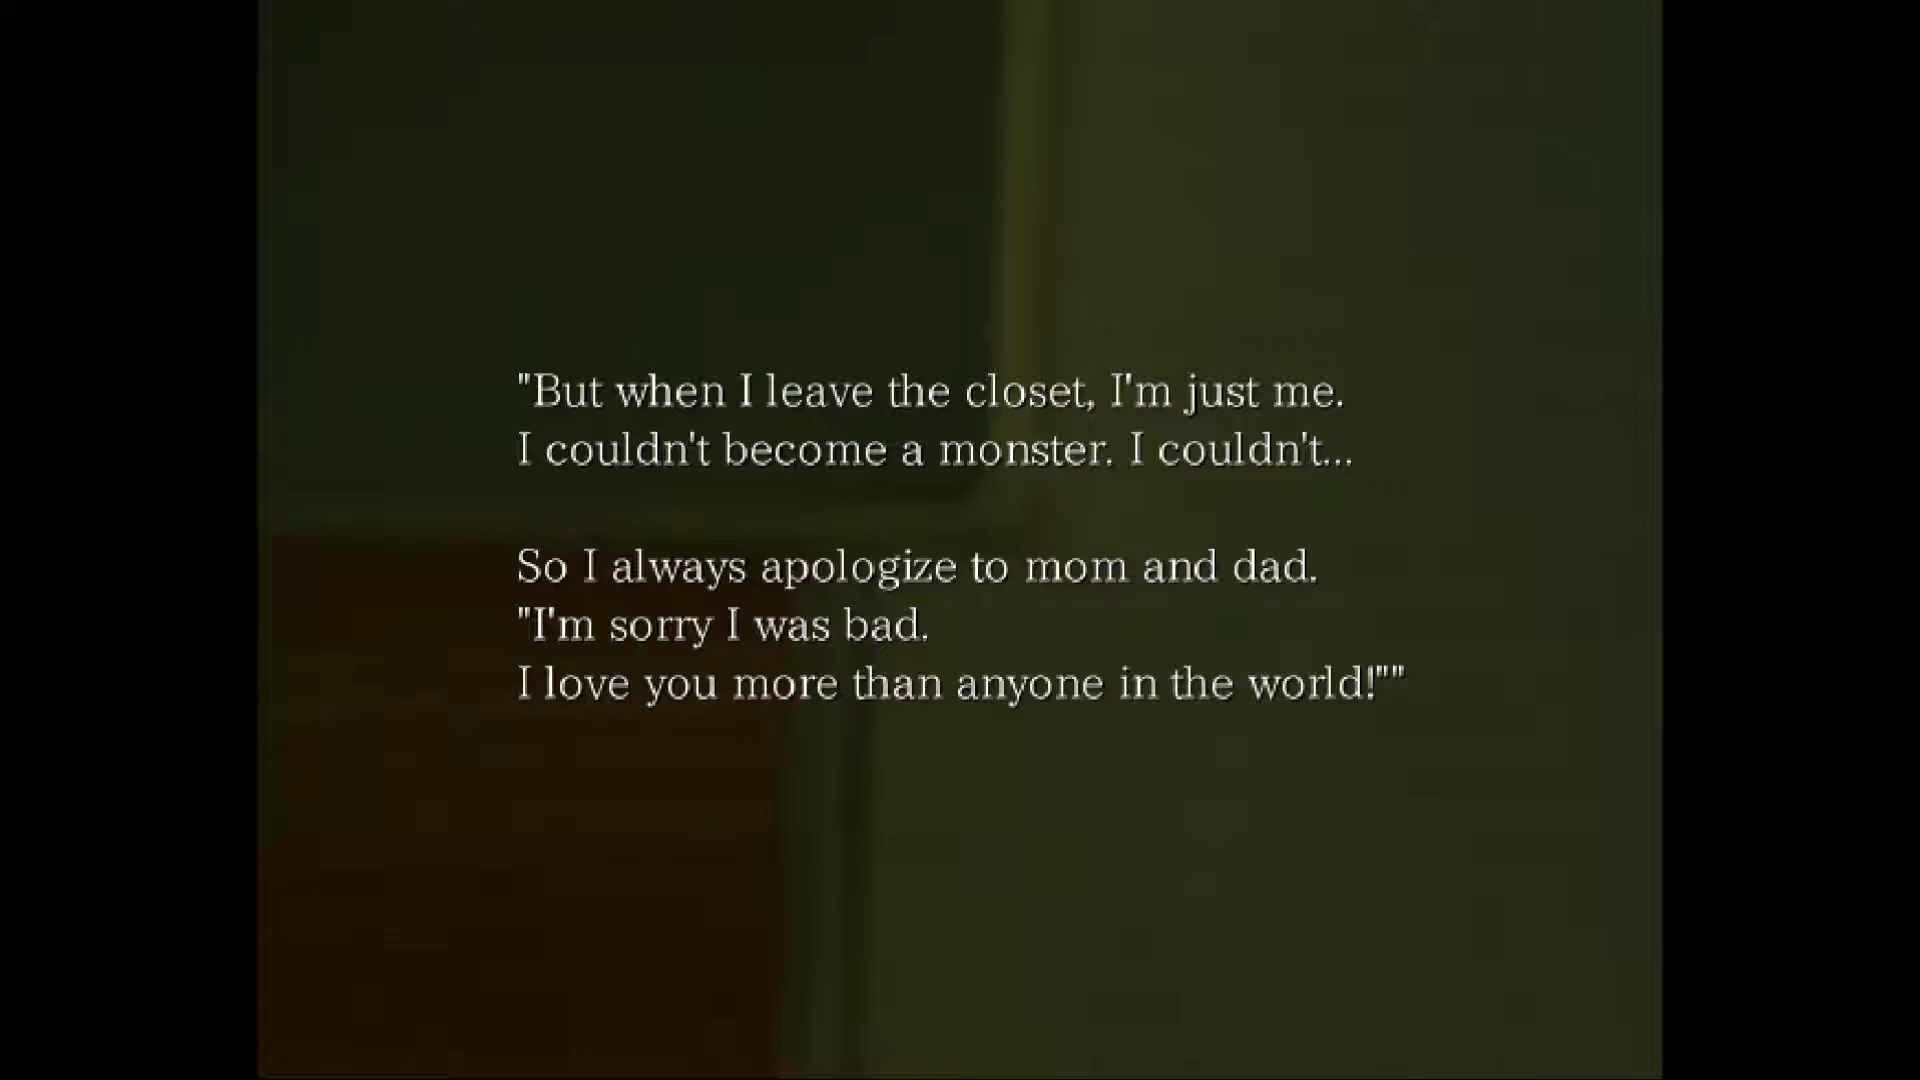 "But when I leave the closet, I'm just me.
I couldn't become a monster. I couldn't...
So I always apologize to mom and dad.
"I'm sorry I was bad.
I love you more than anyone in the world!""